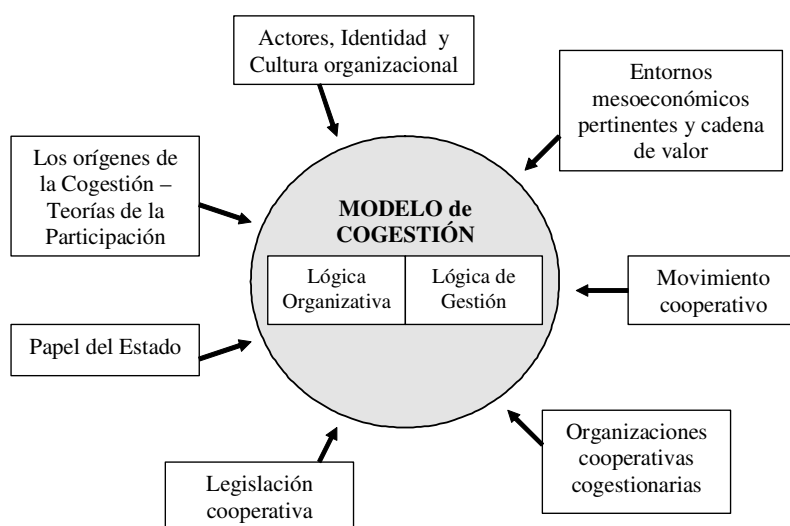 Actores, Identidad y
Cultura organizacional
Entornos
mesoeconómicos
pertinentes y cadena
de valor
Los orígenes de
la Cogestión –
Teorías de la
Participación
MODELO de
COGESTIÓN
Lógica
Organizativa
Lógica de
Gestión
Movimiento
cooperativo
Papel del Estado
Organizaciones
cooperativas
cogestionarias
Legislación
cooperativa